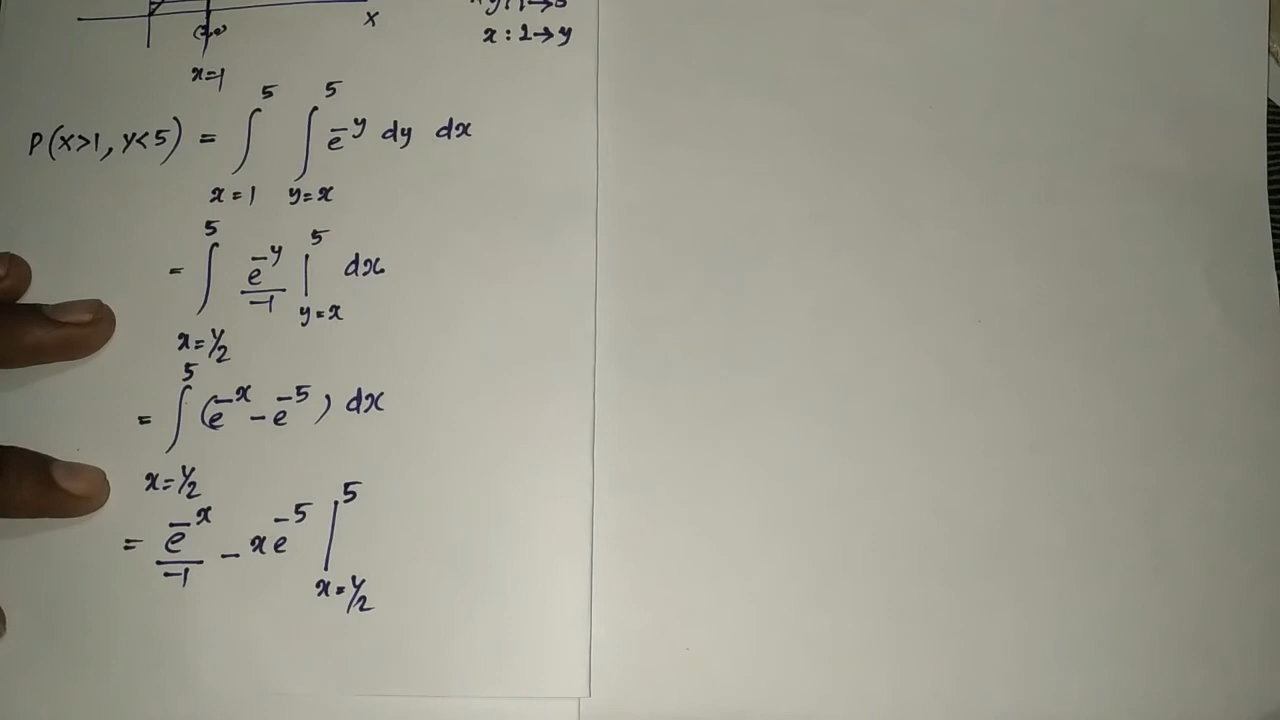 x
x : 2→y
x=1
5 5
P(x>1, y<5) = ∫ ∫ e^-y dy dx
x=1 y=x
5
= ∫ e^-y/-1 |^5 dx
y=x
x=1/2
5
= ∫ (e^-x - e^-5) dx
x=1/2
= e^-x/-1 - xe^-5 |^5
x=1/2